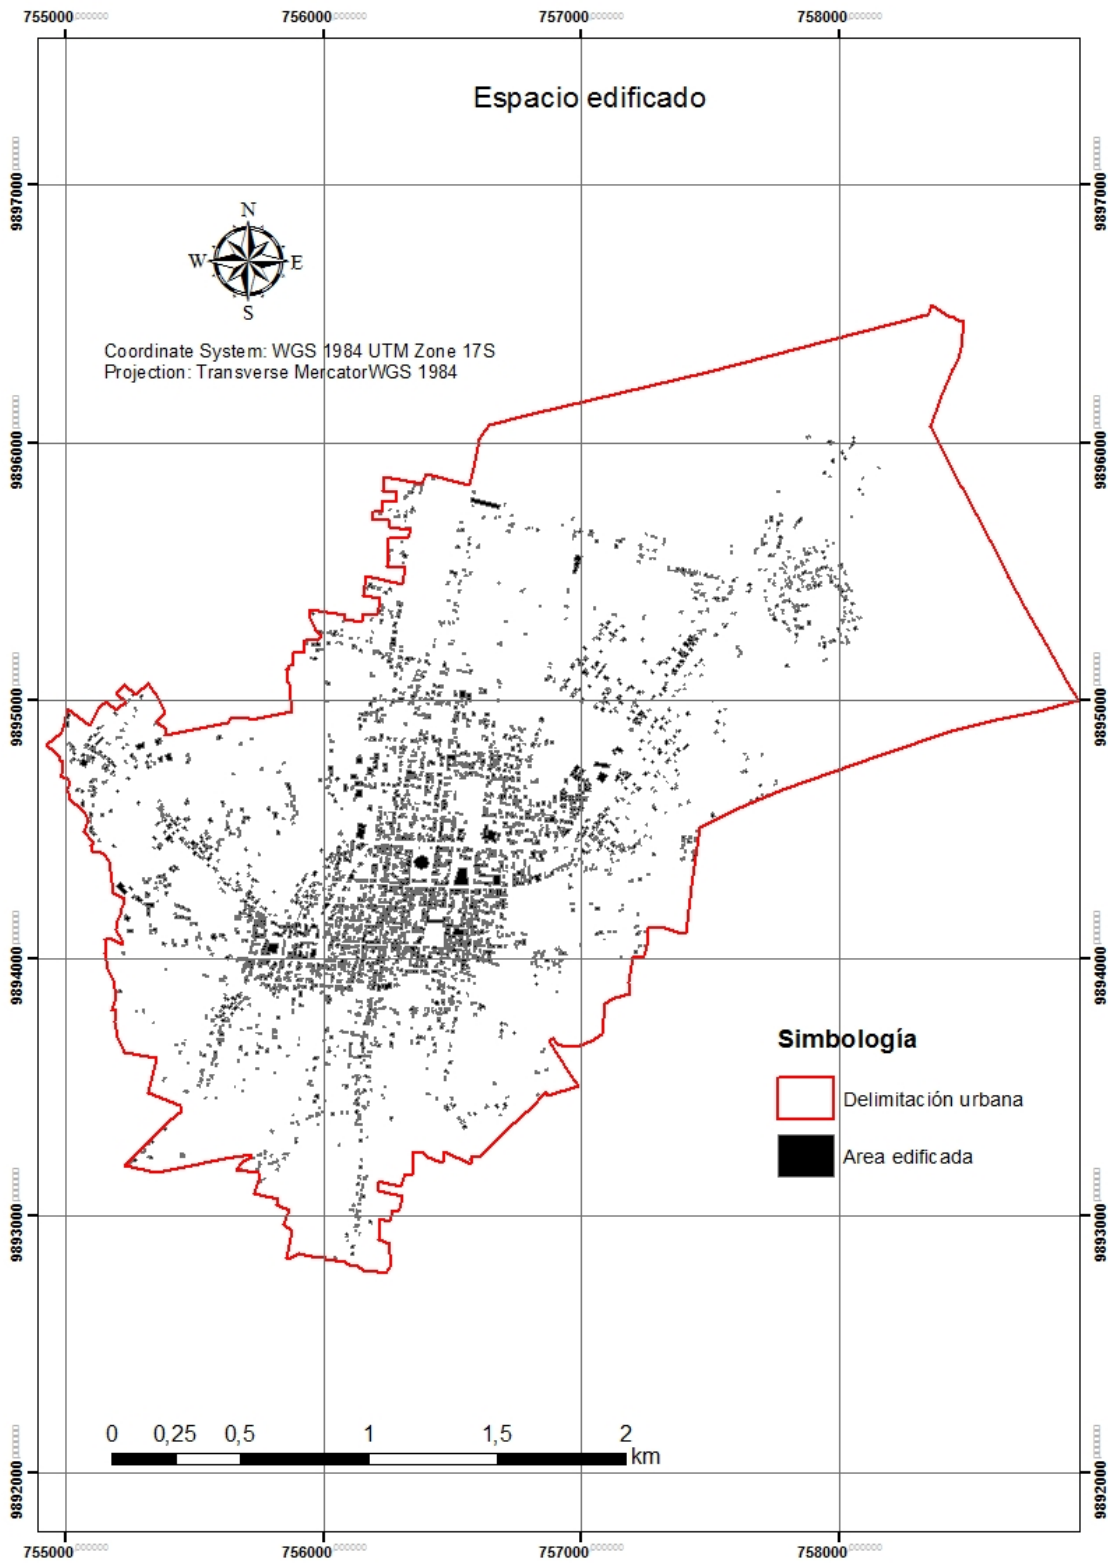 755000 756000 757000 758000
Espacio edificado
9897000 9897000
N
W E
S
Coordinate System: WGS 1984 UTM Zone 17S
Projection: Transverse MercatorWGS 1984
9896000 9896000
9895000 9895000
9894000 9894000
Simbología
Delimitación urbana
Area edificada
9893000 9893000
0 0,25 0,5 1 1,5 2
km
9892000 9892000
755000 756000 757000 758000